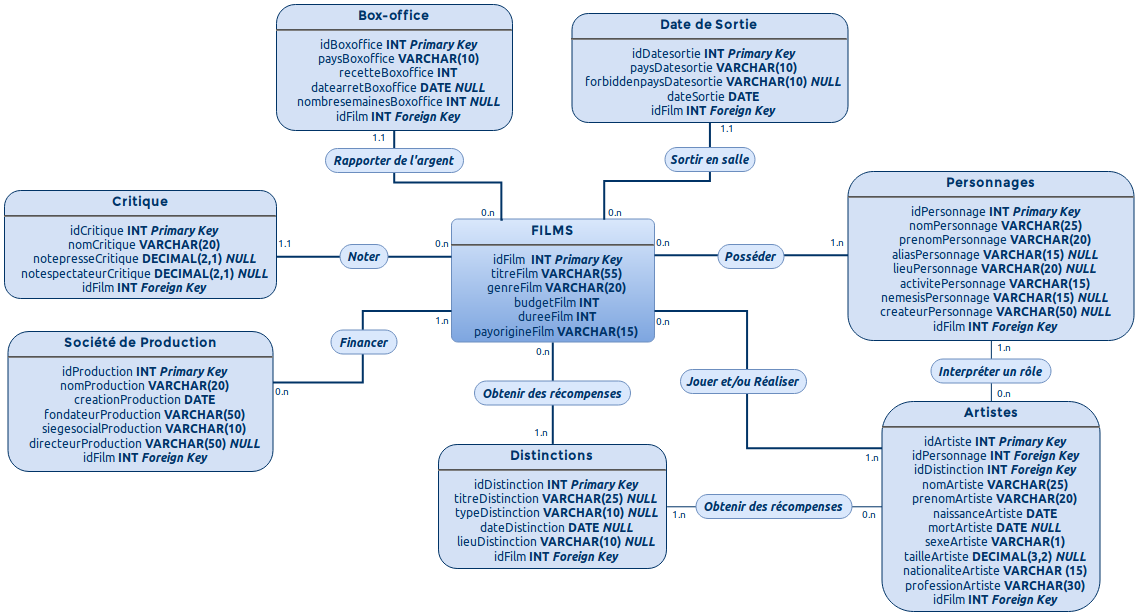 Box-office
idBoxoffice INT Primary Key
paysBoxoffice VARCHAR(10)
recetteBoxoffice INT
datearretBoxoffice DATE NULL
nombresemainesBoxoffice INT NULL
idFilm INT Foreign Key
1.1
Rapporter de l'argent
0.n
Date de Sortie
idDatesortie INT Primary Key
paysDatesortie VARCHAR(10)
forbiddenpaysDatesortie VARCHAR(10) NULL
dateSortie DATE
idFilm INT Foreign Key
1.1
Sortir en salle
0.n
Critique
idCritique INT Primary Key
nomCritique VARCHAR(20)
notepresseCritique DECIMAL(2,1) NULL
notespectateurCritique DECIMAL(2,1) NULL
idFilm INT Foreign Key
1.1
Noter
0.n
FILMS
idFilm INT Primary Key
titreFilm VARCHAR(55)
genreFilm VARCHAR(20)
budgetFilm INT
dureeFilm INT
payorigineFilm VARCHAR(15)
0.n
Posséder
1.n
Personnages
idPersonnage INT Primary Key
nomPersonnage VARCHAR(25)
prenomPersonnage VARCHAR(20)
aliasPersonnage VARCHAR(15) NULL
lieuPersonnage VARCHAR(20) NULL
activitePersonnage VARCHAR(15)
nemesisPersonnage VARCHAR(15) NULL
createurPersonnage VARCHAR(50) NULL
idFilm INT Foreign Key
1.n
Interpréter un rôle
0.n
Société de Production
idProduction INT Primary Key
nomProduction VARCHAR(20)
creationProduction DATE
fondateurProduction VARCHAR(50)
siegesocialProduction VARCHAR(10)
directeurProduction VARCHAR(50) NULL
idFilm INT Foreign Key
1.n
Financer
0.n
0.n
Obtenir des récompenses
1.n
0.n
Jouer et/ou Réaliser
1.n
Distinctions
idDistinction INT Primary Key
titreDistinction VARCHAR(25) NULL
typeDistinction VARCHAR(10) NULL
dateDistinction DATE NULL
lieuDistinction VARCHAR(10) NULL
idFilm INT Foreign Key
1.n
Obtenir des récompenses
0.n
Artistes
idArtiste INT Primary Key
idPersonnage INT Foreign Key
idDistinction INT Foreign Key
nomArtiste VARCHAR(25)
prenomArtiste VARCHAR(20)
naissanceArtiste DATE
mortArtiste DATE NULL
sexeArtiste VARCHAR(1)
tailleArtiste DECIMAL(3,2) NULL
nationaliteArtiste VARCHAR (15)
professionArtiste VARCHAR(30)
idFilm INT Foreign Key